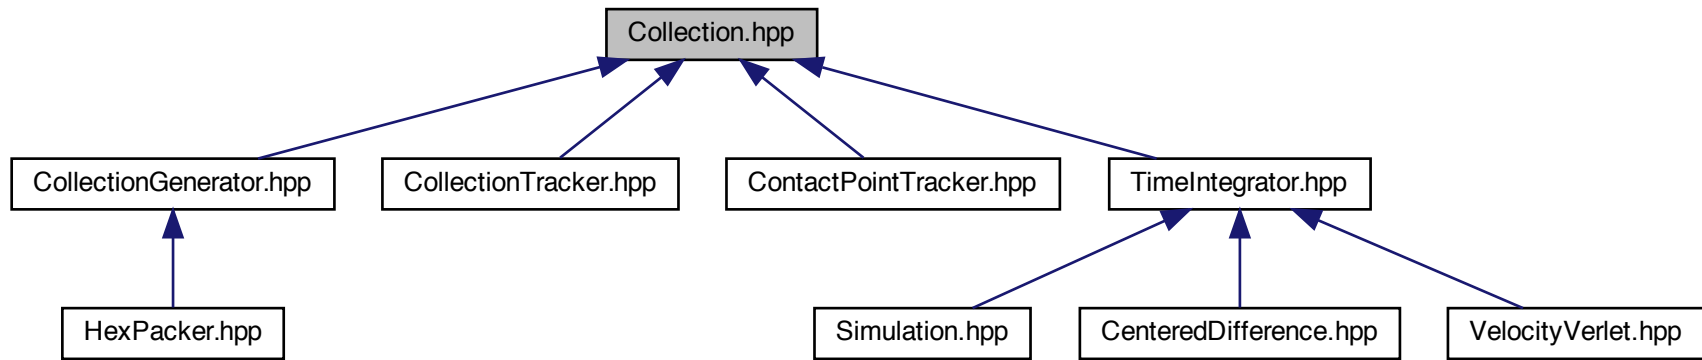 Collection.hpp
CollectionGenerator.hpp
CollectionTracker.hpp
ContactPointTracker.hpp
TimeIntegrator.hpp
HexPacker.hpp
Simulation.hpp
CenteredDifference.hpp
VelocityVerlet.hpp